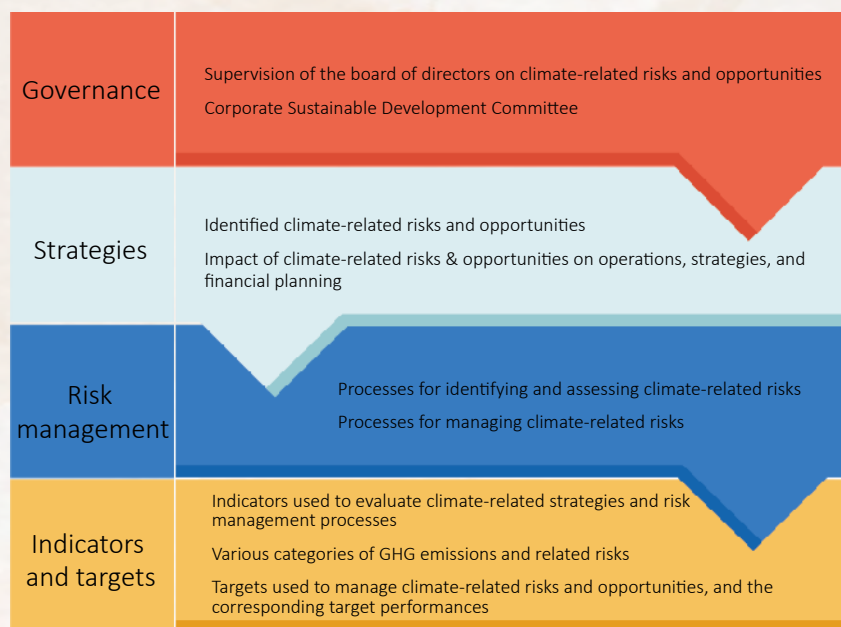 Governance
Supervision of the board of directors on climate-related risks and opportunities
Corporate Sustainable Development Committee
Strategies
Identified climate-related risks and opportunities
Impact of climate-related risks & opportunities on operations, strategies, and
financial planning
Risk
management
Processes for identifying and assessing climate-related risks
Processes for managing climate-related risks
Indicators
and targets
Indicators used to evaluate climate-related strategies and risk
management processes
Various categories of GHG emissions and related risks
Targets used to manage climate-related risks and opportunities, and the
corresponding target performances